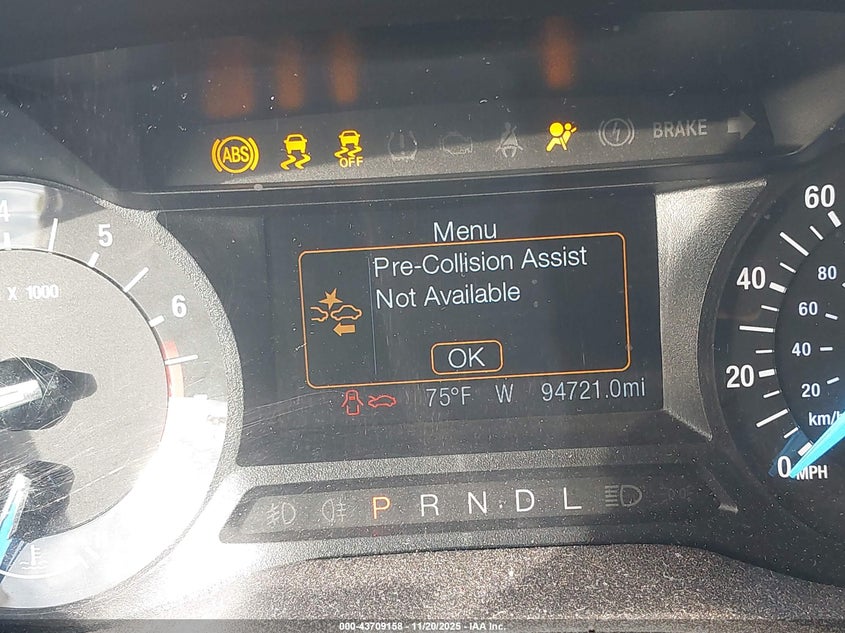 ABS OFF BRAKE
4 5 6
X 1000
Menu
Pre-Collision Assist
Not Available
OK
75°F W 94721.0mi
60 40 20 0 MPH
80 60 40 20 km/h
P R N D L
E
000-43709158 - 11/20/2025 - IAA Inc.